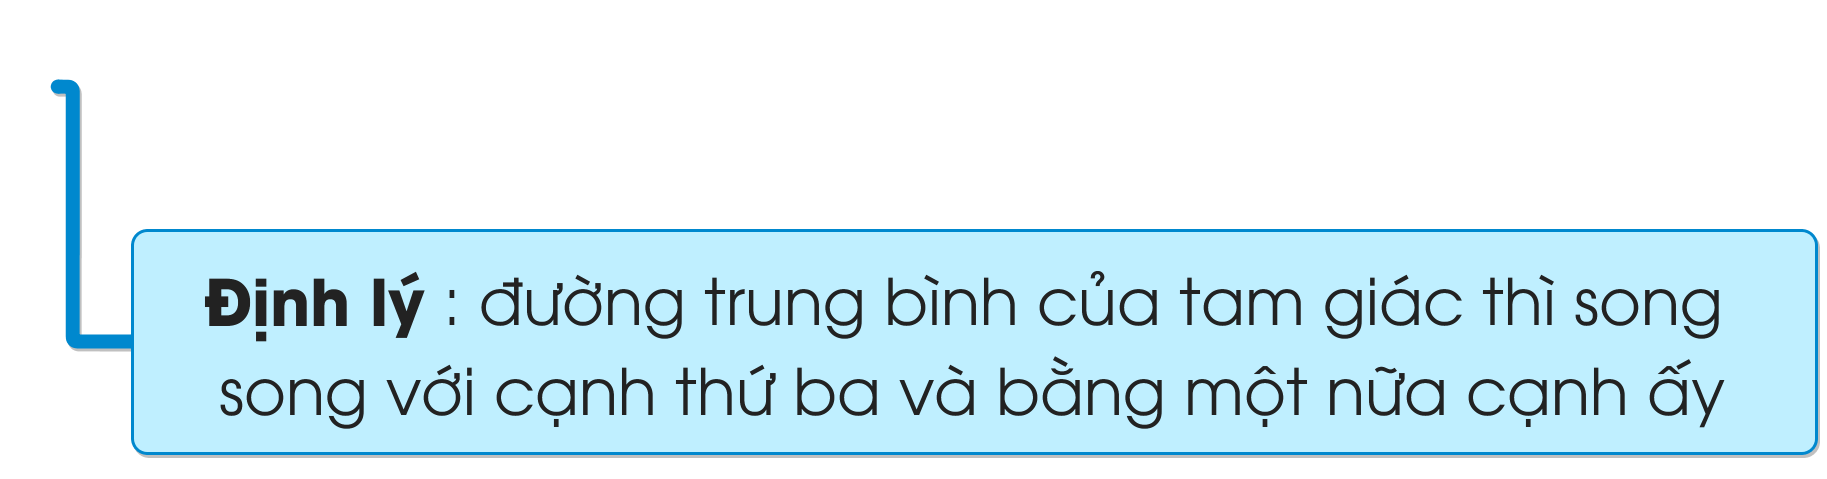 Định lý : đường trung bình của tam giác thì song
song với cạnh thứ ba và bằng một nữa cạnh ấy